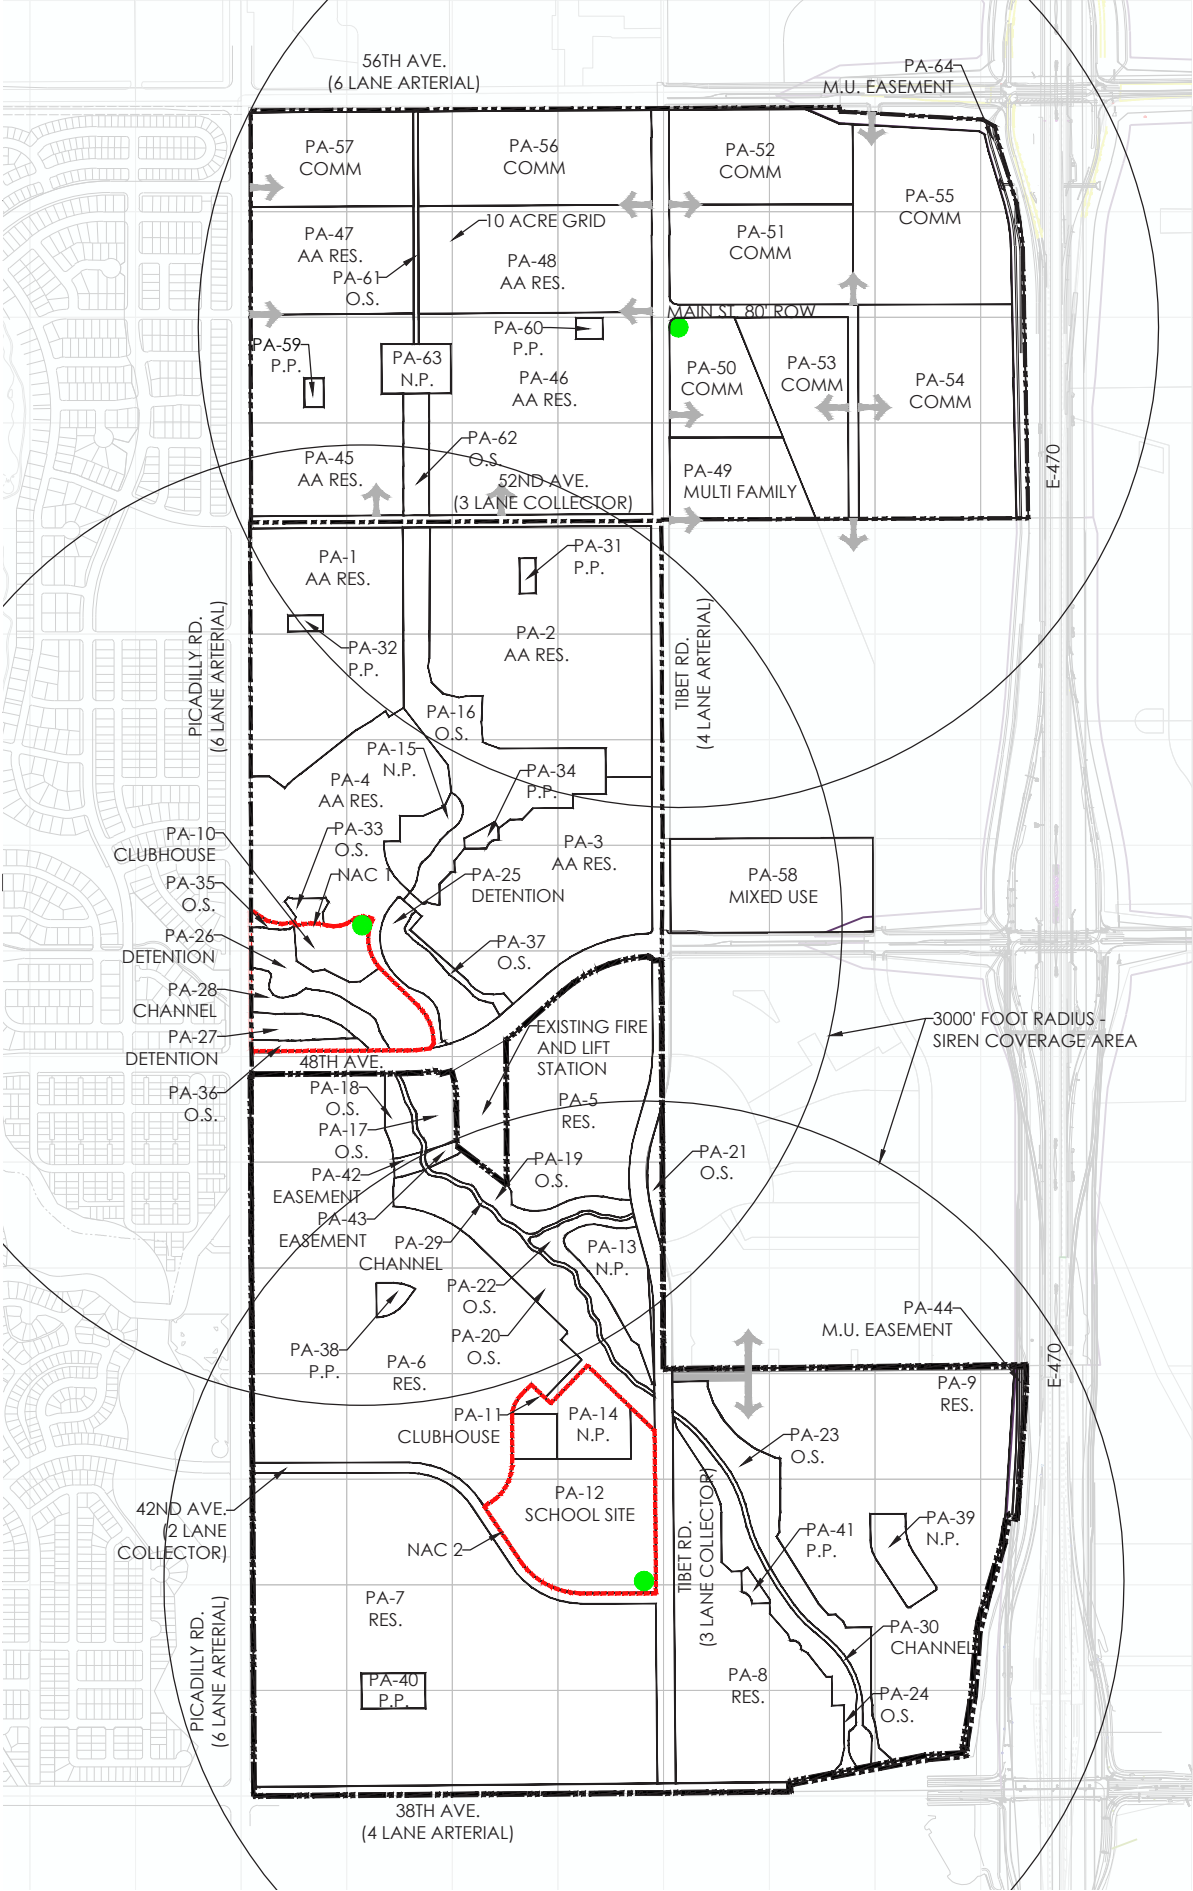 56TH AVE.
(6 LANE ARTERIAL)
PA-64
M.U. EASEMENT
PA-57
COMM
PA-56
COMM
PA-52
COMM
PA-55
COMM
10 ACRE GRID
PA-47
AA RES.
PA-61
O.S.
PA-48
AA RES.
PA-51
COMM
MAIN ST. 80' ROW
PA-60
P.P.
PA-59
P.P.
PA-63
N.P.
PA-46
AA RES.
PA-50
COMM
PA-53
COMM
PA-54
COMM
PA-62
O.S.
PA-45
AA RES.
52ND AVE.
(3 LANE COLLECTOR)
PA-49
MULTI FAMILY
E-470
PA-1
AA RES.
PA-31
P.P.
PA-32
P.P.
PA-2
AA RES.
PICADILLY RD.
(6 LANE ARTERIAL)
TIBET RD.
(4 LANE ARTERIAL)
PA-16
O.S.
PA-15
N.P.
PA-4
AA RES.
PA-34
P.P.
PA-10
CLUBHOUSE
PA-33
O.S.
NAC 1
PA-3
AA RES.
PA-35
O.S.
PA-25
DETENTION
PA-58
MIXED USE
PA-26
DETENTION
PA-37
O.S.
PA-28
CHANNEL
PA-27
DETENTION
48TH AVE.
PA-36
O.S.
EXISTING FIRE
AND LIFT
STATION
3000' FOOT RADIUS -
SIREN COVERAGE AREA
PA-18
O.S.
PA-17
O.S.
PA-5
RES.
PA-42
EASEMENT
PA-19
O.S.
PA-21
O.S.
PA-43
EASEMENT
PA-29
CHANNEL
PA-13
N.P.
PA-22
O.S.
PA-20
O.S.
PA-38
P.P.
PA-6
RES.
PA-44
M.U. EASEMENT
E-470
PA-9
RES.
PA-11
CLUBHOUSE
PA-14
N.P.
PA-23
O.S.
42ND AVE.
(2 LANE
COLLECTOR)
PA-12
SCHOOL SITE
NAC 2
TIBET RD.
(3 LANE COLLECTOR)
PA-41
P.P.
PA-39
N.P.
PA-7
RES.
PICADILLY RD.
(6 LANE ARTERIAL)
PA-30
CHANNEL
PA-40
P.P.
PA-8
RES.
PA-24
O.S.
38TH AVE.
(4 LANE ARTERIAL)